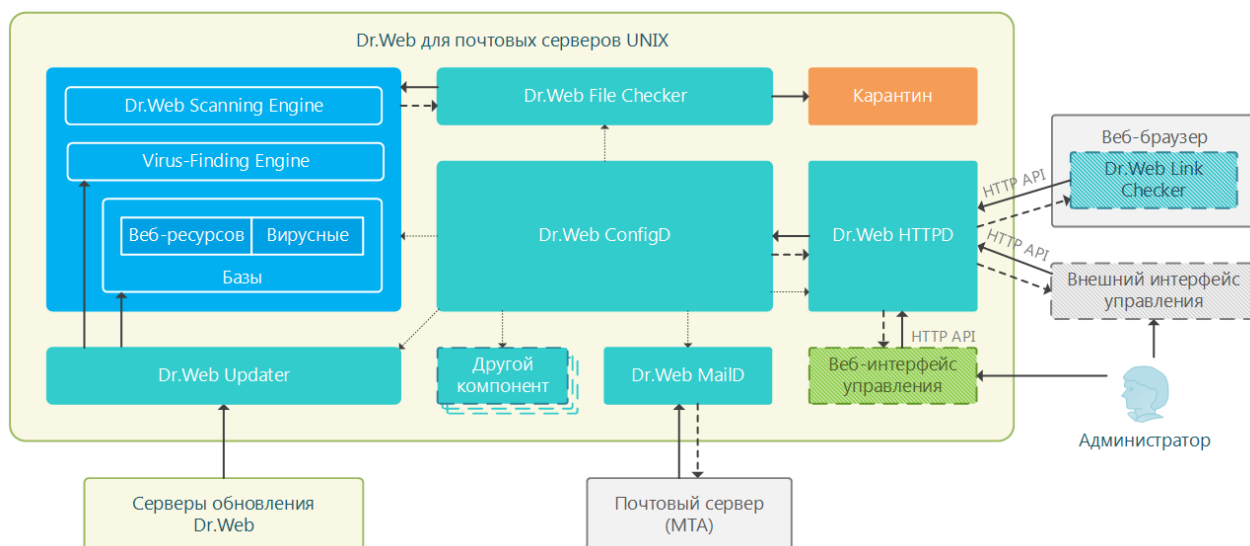 Dr.Web для почтовых серверов UNIX
Dr.Web Scanning Engine
Dr.Web File Checker
Карантин
Веб-браузер
Virus-Finding Engine
Dr.Web Link
Checker
HTTP API
Веб-ресурсов
Вирусные
Базы
Dr.Web ConfigD
Dr.Web HTTPD
HTTP API
Внешний интерфейс
управления
HTTP API
Dr.Web Updater
Другой
компонент
Dr.Web MailD
Веб-интерфейс
управления
Администратор
Серверы обновления
Dr.Web
Почтовый сервер
(MTA)